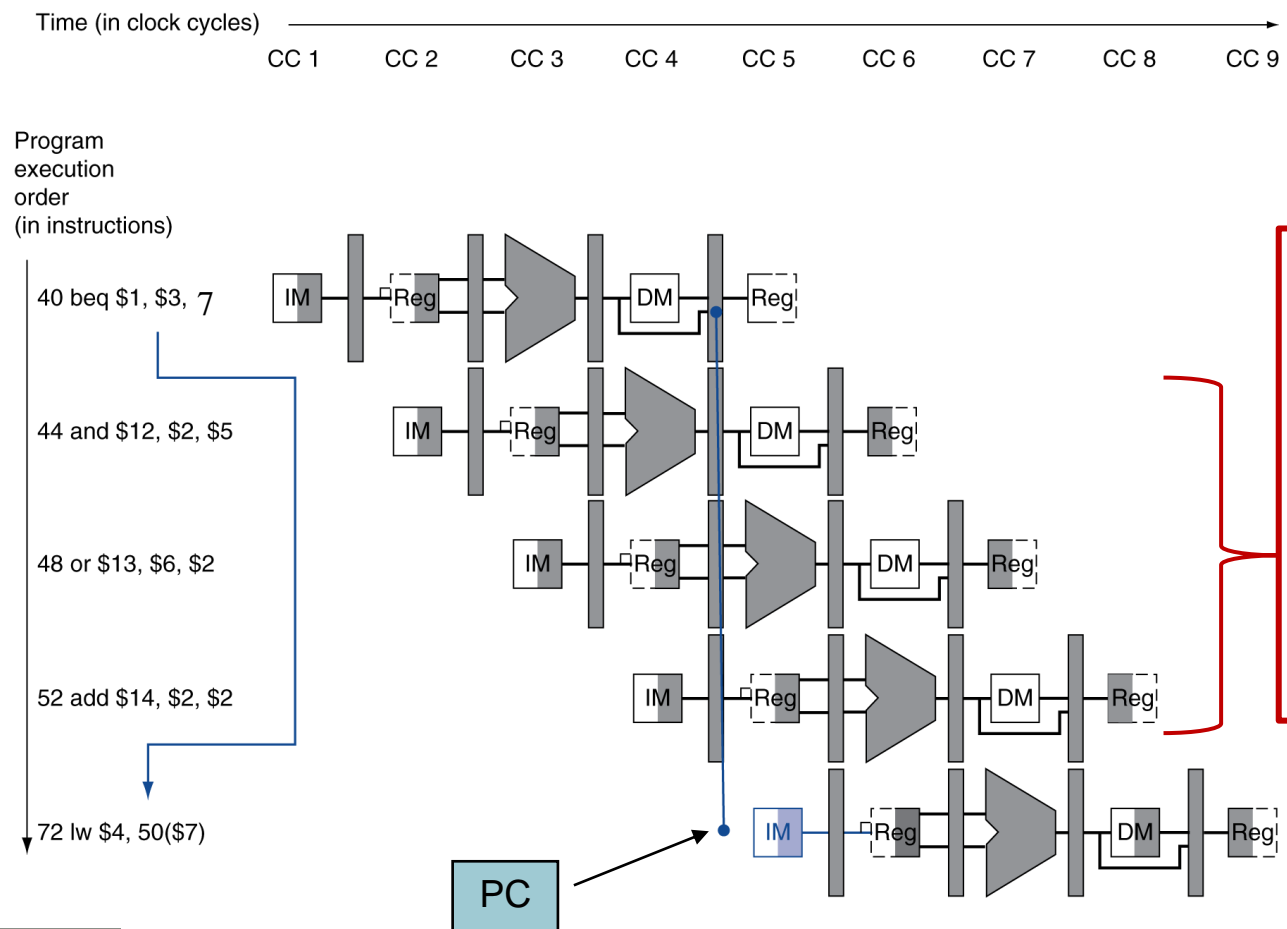 Time (in clock cycles)
CC 1 CC 2 CC 3 CC 4 CC 5 CC 6 CC 7 CC 8 CC 9
Program
execution
order
(in instructions)
40 beq $1, $3, 7
IM Reg DM Reg
44 and $12, $2, $5
IM Reg DM Reg
48 or $13, $6, $2
IM Reg DM Reg
52 add $14, $2, $2
IM Reg DM Reg
72 lw $4, 50($7)
IM Reg DM Reg
PC